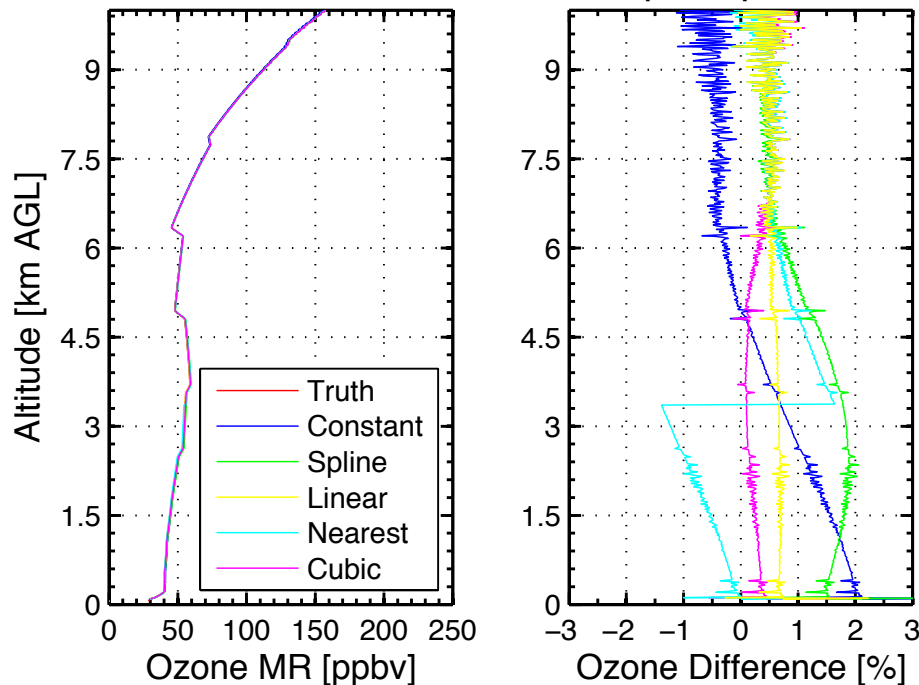 Altitude [km AGL]
9
7.5
6
4.5
3
1.5
0
0 50 100 150 200 250
Ozone MR [ppbv]
Truth
Constant
Spline
Linear
Nearest
Cubic
9
7.5
6
4.5
3
1.5
0
−3 −2 −1 0 1 2 3
Ozone Difference [%]